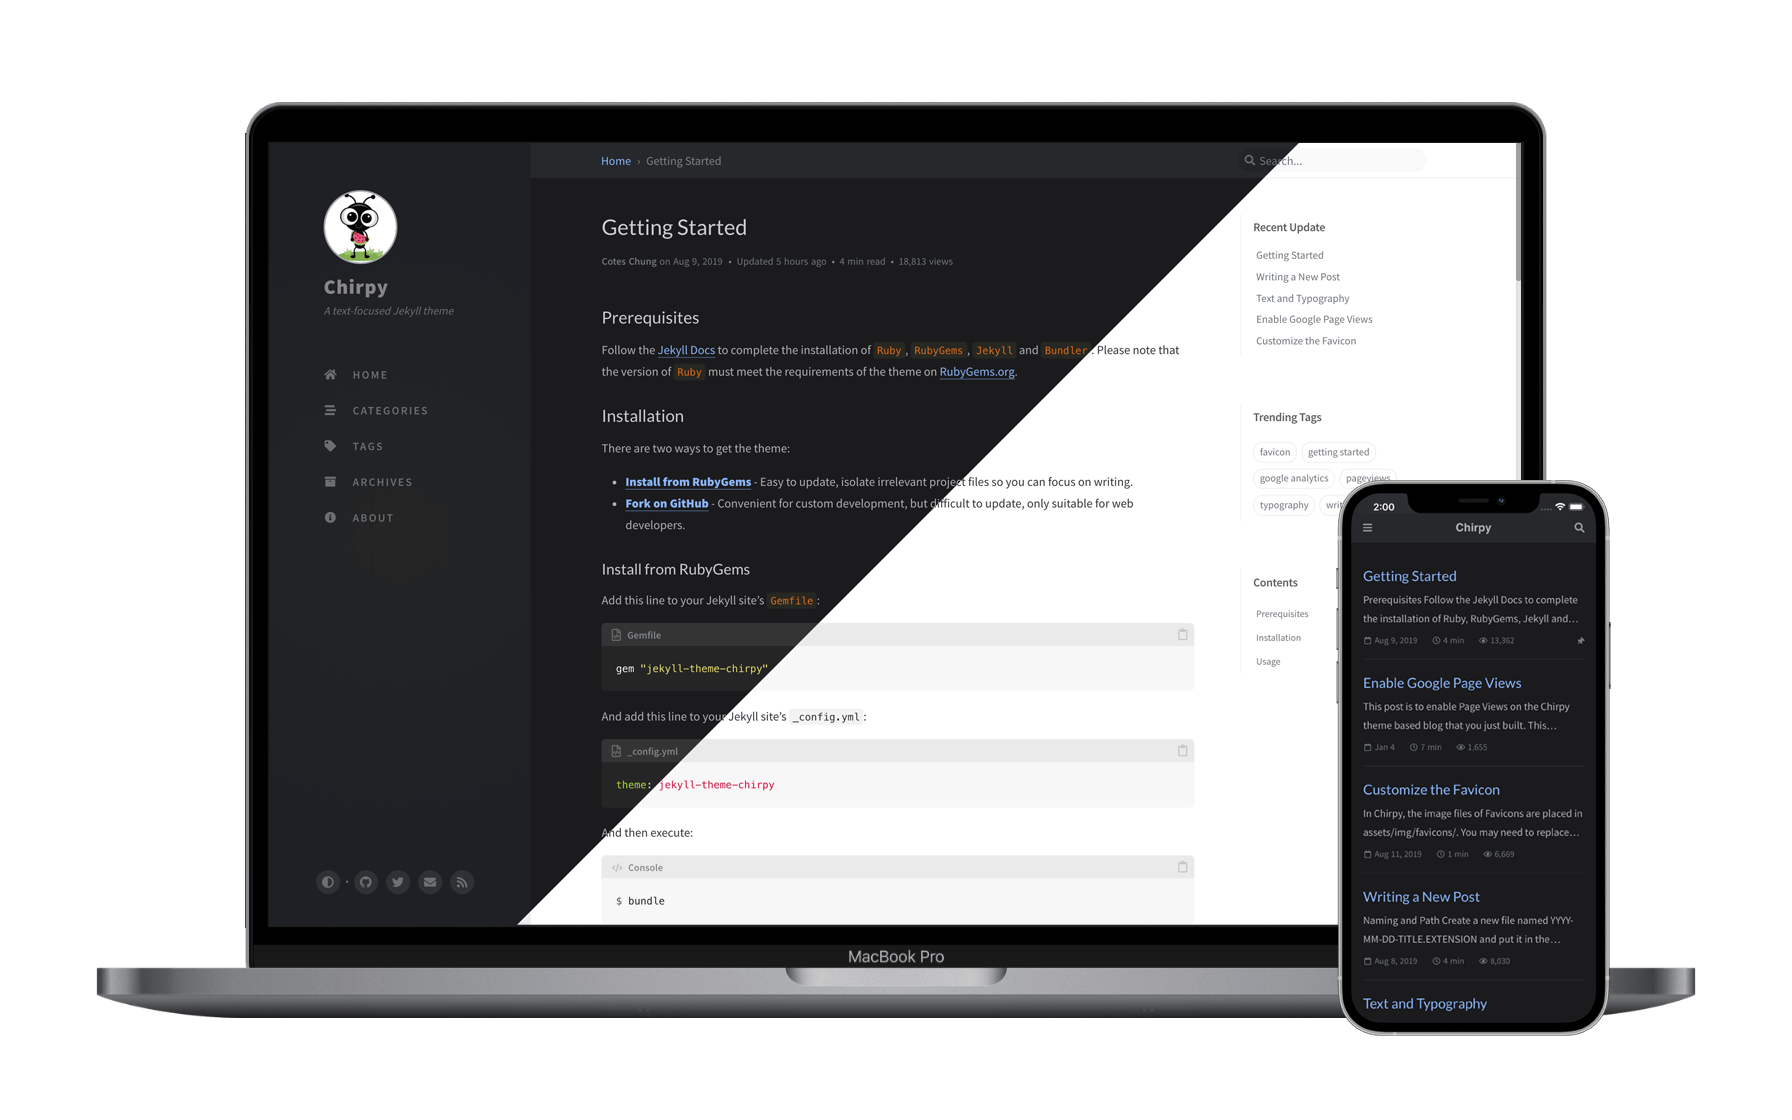 Chirpy
A text-focused Jekyll theme
HOME
CATEGORIES
TAGS
ARCHIVES
ABOUT
Home › Getting Started
Search...
Getting Started
Cotes Chung on Aug 9, 2019 • Updated 5 hours ago • 4 min read • 18,813 views
Prerequisites
Follow the Jekyll Docs to complete the installation of Ruby, RubyGems, Jekyll and Bundler. Please note that
the version of Ruby must meet the requirements of the theme on RubyGems.org.
Installation
There are two ways to get the theme:
• Install from RubyGems - Easy to update, isolate irrelevant project files so you can focus on writing.
• Fork on GitHub - Convenient for custom development, but difficult to update, only suitable for web
developers.
Install from RubyGems
Add this line to your Jekyll site's Gemfile:
Gemfile
gem "jekyll-theme-chirpy"
And add this line to your Jekyll site's _config.yml:
_config.yml
theme: jekyll-theme-chirpy
And then execute:
Console
$ bundle
Recent Update
Getting Started
Writing a New Post
Text and Typography
Enable Google Page Views
Customize the Favicon
Trending Tags
favicon getting started
google analytics pageviews
typography writ
Contents
Prerequisites
Installation
Usage
MacBook Pro
2:00
Chirpy
Getting Started
Prerequisites Follow the Jekyll Docs to complete
the installation of Ruby, RubyGems, Jekyll and...
Aug 9, 2019 4 min 13,362
Enable Google Page Views
This post is to enable Page Views on the Chirpy
theme based blog that you just built. This...
Jan 4 7 min 1,655
Customize the Favicon
In Chirpy, the image files of Favicons are placed in
assets/img/favicons/. You may need to replace...
Aug 11, 2019 1 min 6,669
Writing a New Post
Naming and Path Create a new file named YYYY-
MM-DD-TITLE.EXTENSION and put it in the...
Aug 8, 2019 4 min 8,030
Text and Typography